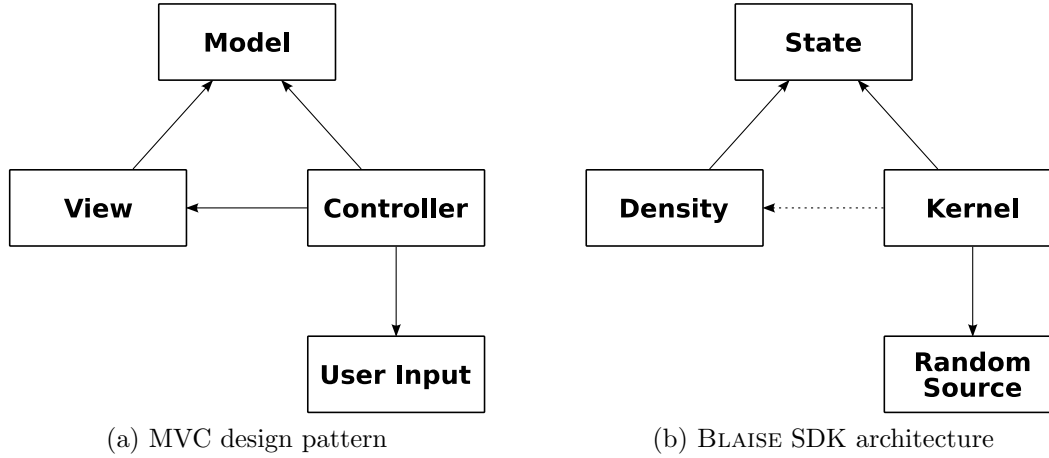 Model
View
Controller
User Input
(a) MVC design pattern
State
Density
Kernel
Random
Source
(b) BLAISE SDK architecture